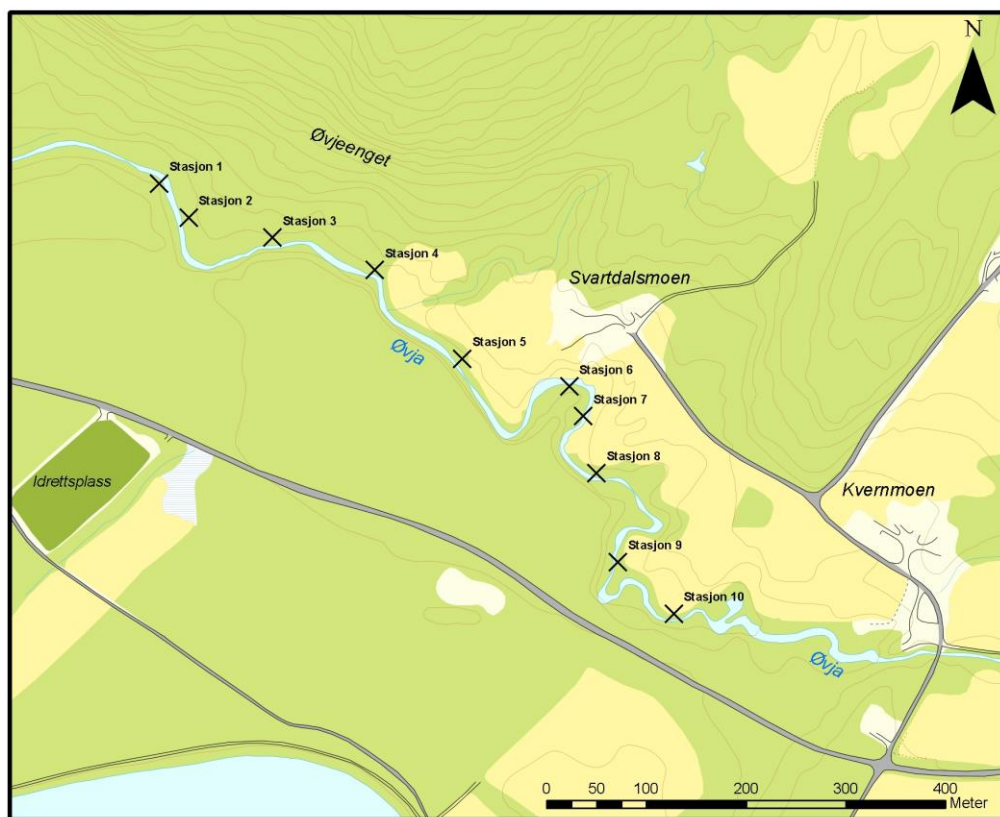 N
Øvjeenget
Stasjon 1
Stasjon 2
Stasjon 3
Stasjon 4
Svartdalsmoen
Øvja
Stasjon 5
Stasjon 6
Stasjon 7
Stasjon 8
Idrettsplass
Kvernmoen
Stasjon 9
Stasjon 10
Øvja
0 50 100 200 300 400
Meter